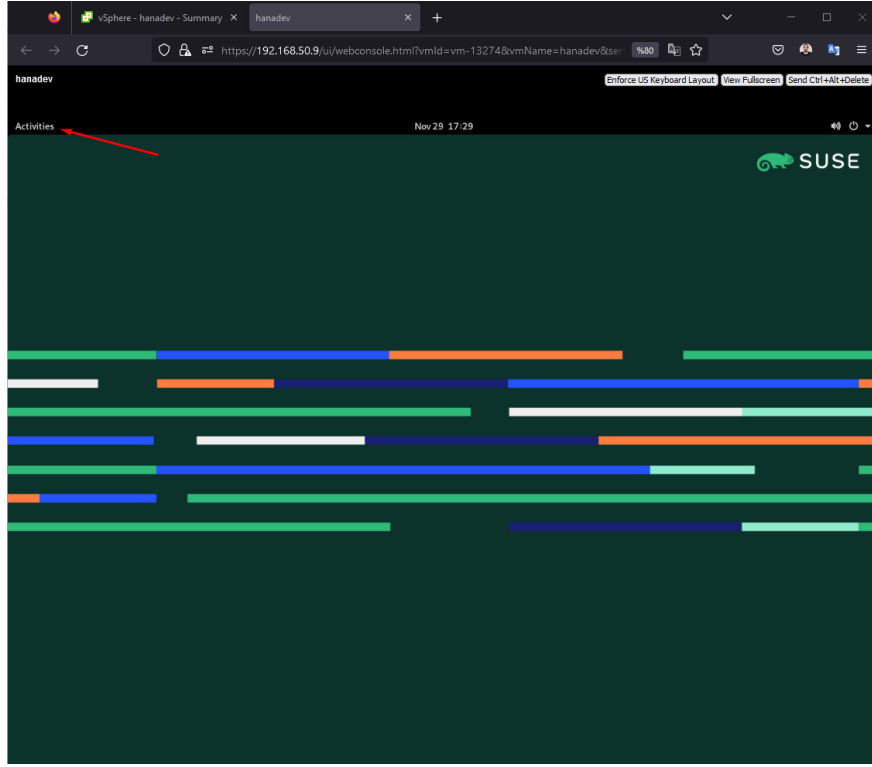 vSphere - hanadev - Summary
hanadev
https://192.168.50.9/ui/webconsole.html?vmId=vm-13274&vmName=hanadev&ser
%80
hanadev
Enforce US Keyboard Layout
View Fullscreen
Send Ctrl+Alt+Delete
Activities
Nov 29 17:29
SUSE